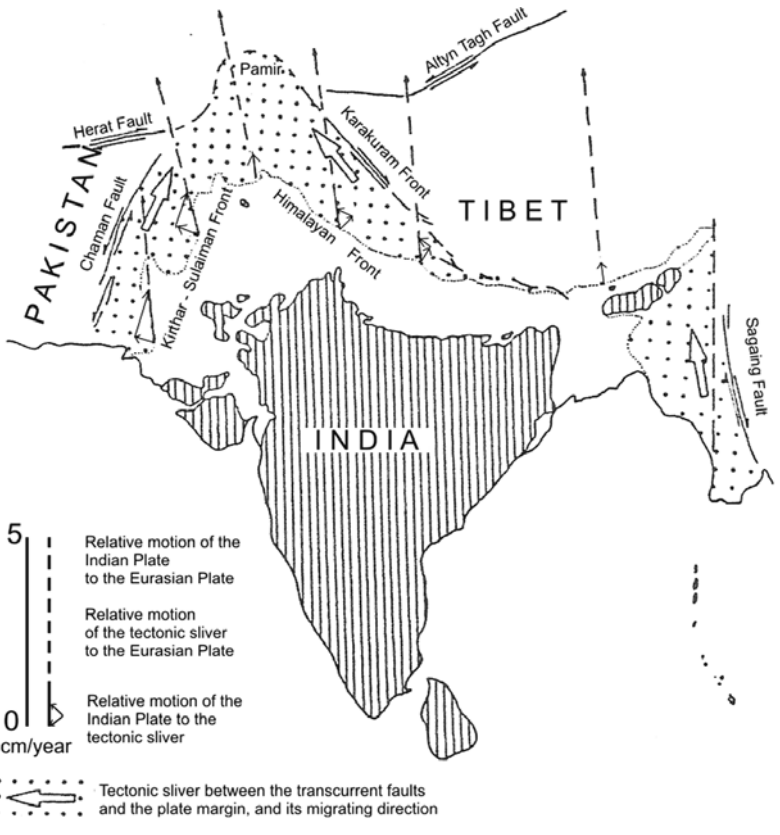 Altyn Tagh Fault
Pamir
Herat Fault
Karakuram Front
PAKISTAN
Chaman Fault
TIBET
Kirthar - Sulaiman Front
Himalayan Front
Sagaing Fault
INDIA
5
Relative motion of the
Indian Plate
to the Eurasian Plate
Relative motion
of the tectonic sliver
to the Eurasian Plate
Relative motion of the
Indian Plate to the
tectonic sliver
0
cm/year
Tectonic sliver between the transcurrent faults
and the plate margin, and its migrating direction